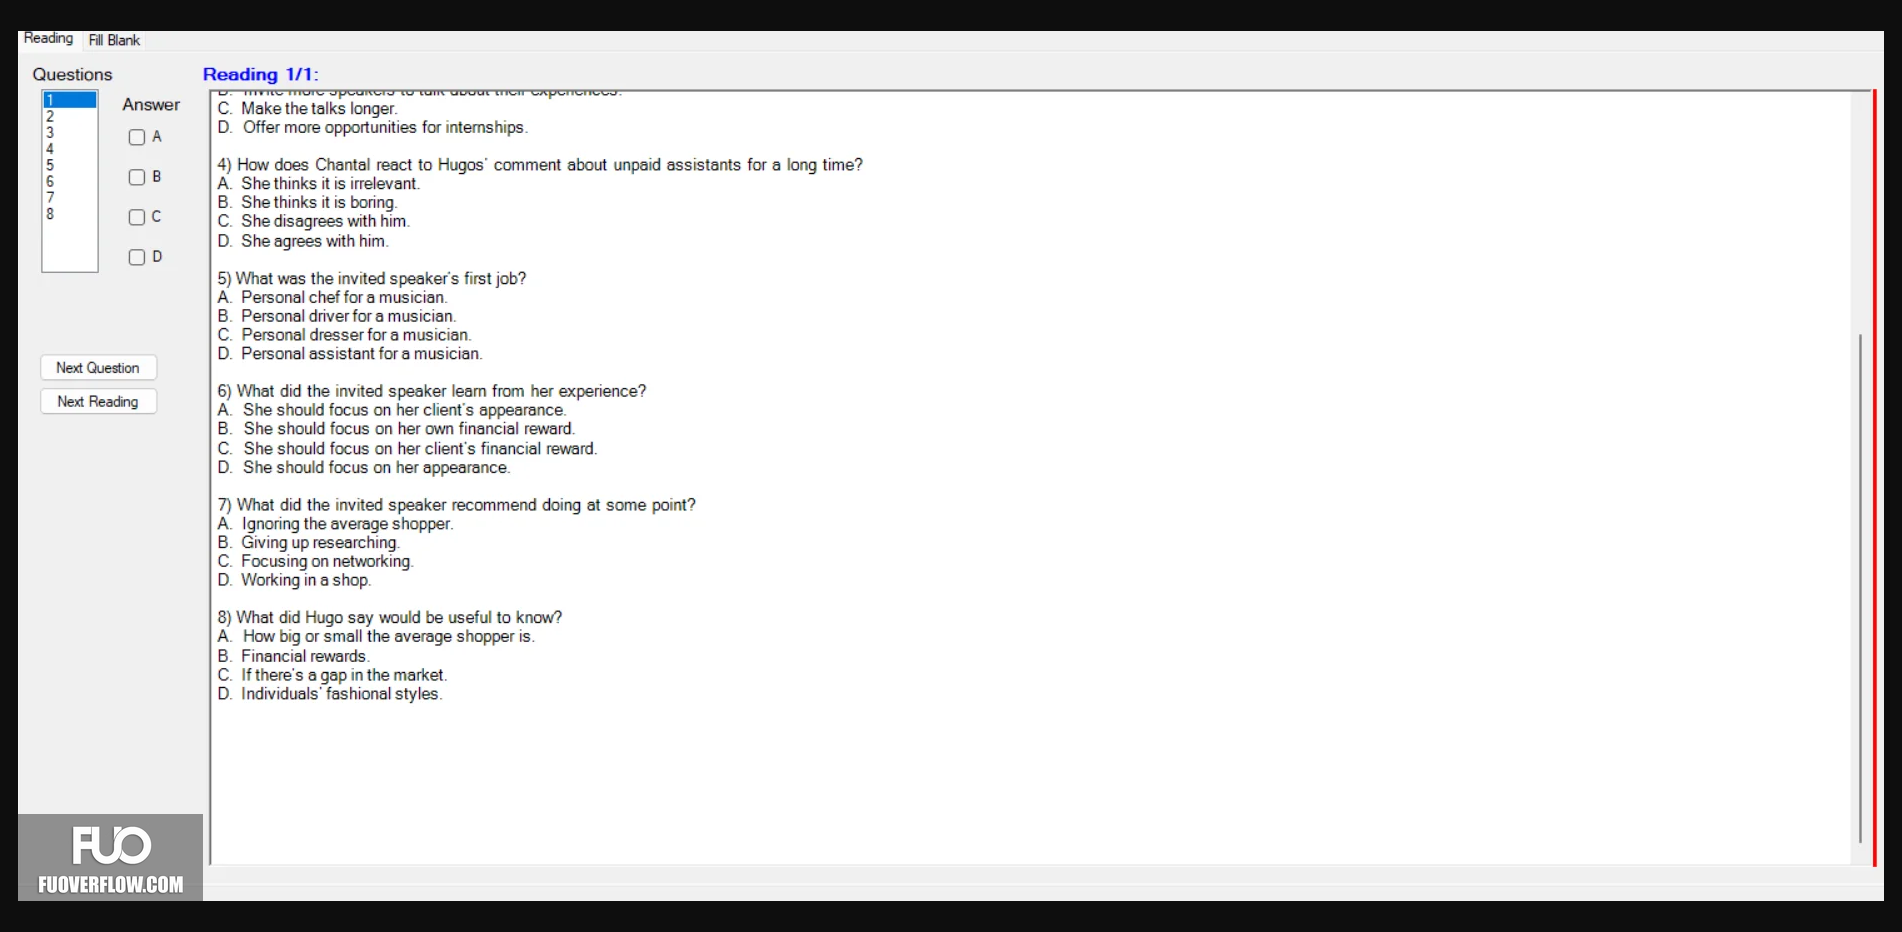 Reading Fill Blank
Questions
Reading 1/1:
1
2
3
4
5
6
7
8
Answer
A
B
C
D
Next Question
Next Reading
B. Invite more speakers to talk about their experiences.
C. Make the talks longer.
D. Offer more opportunities for internships.
4) How does Chantal react to Hugos' comment about unpaid assistants for a long time?
A. She thinks it is irrelevant.
B. She thinks it is boring.
C. She disagrees with him.
D. She agrees with him.
5) What was the invited speaker's first job?
A. Personal chef for a musician.
B. Personal driver for a musician.
C. Personal dresser for a musician.
D. Personal assistant for a musician.
6) What did the invited speaker learn from her experience?
A. She should focus on her client's appearance.
B. She should focus on her own financial reward.
C. She should focus on her client's financial reward.
D. She should focus on her appearance.
7) What did the invited speaker recommend doing at some point?
A. Ignoring the average shopper.
B. Giving up researching.
C. Focusing on networking.
D. Working in a shop.
8) What did Hugo say would be useful to know?
A. How big or small the average shopper is.
B. Financial rewards.
C. If there's a gap in the market.
D. Individuals' fashional styles.
FUO
FUOVERFLOW.COM